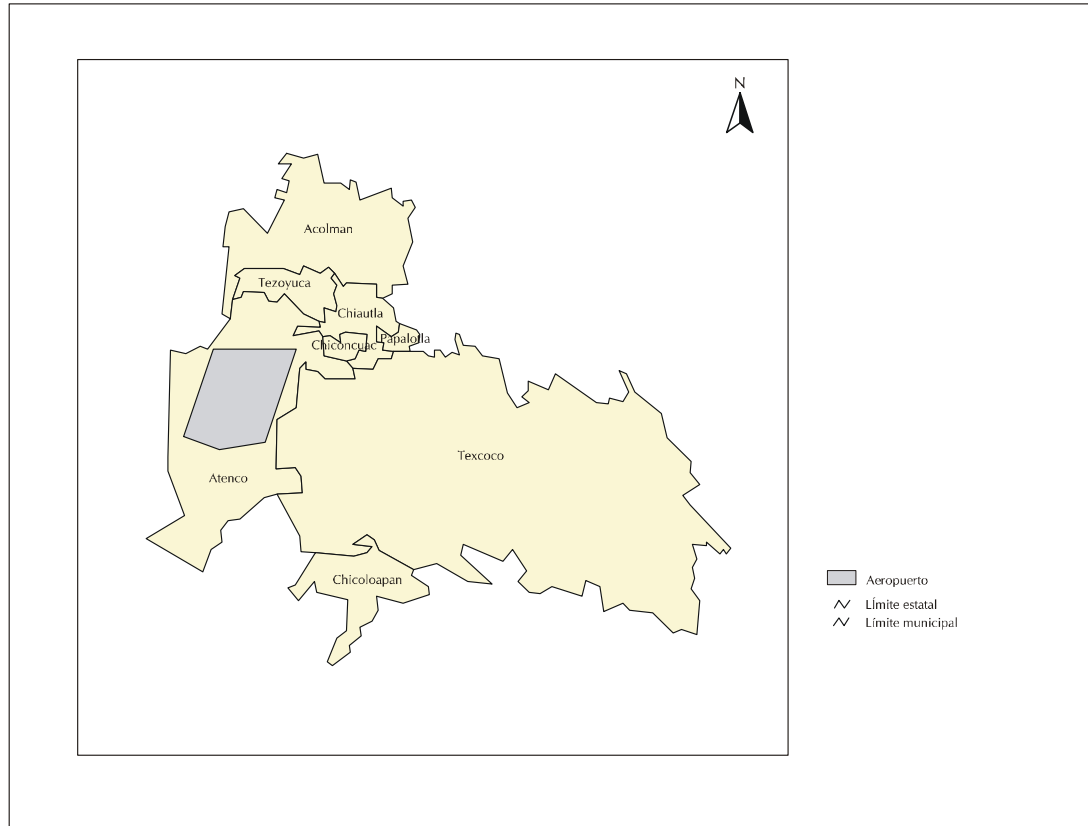 N
Acolman
Tezoyuca
Chiautla
Papalotla
Chiconcuac
Texcoco
Atenco
Chicoloapan
Aeropuerto
LÍmite estatal
Límite municipal